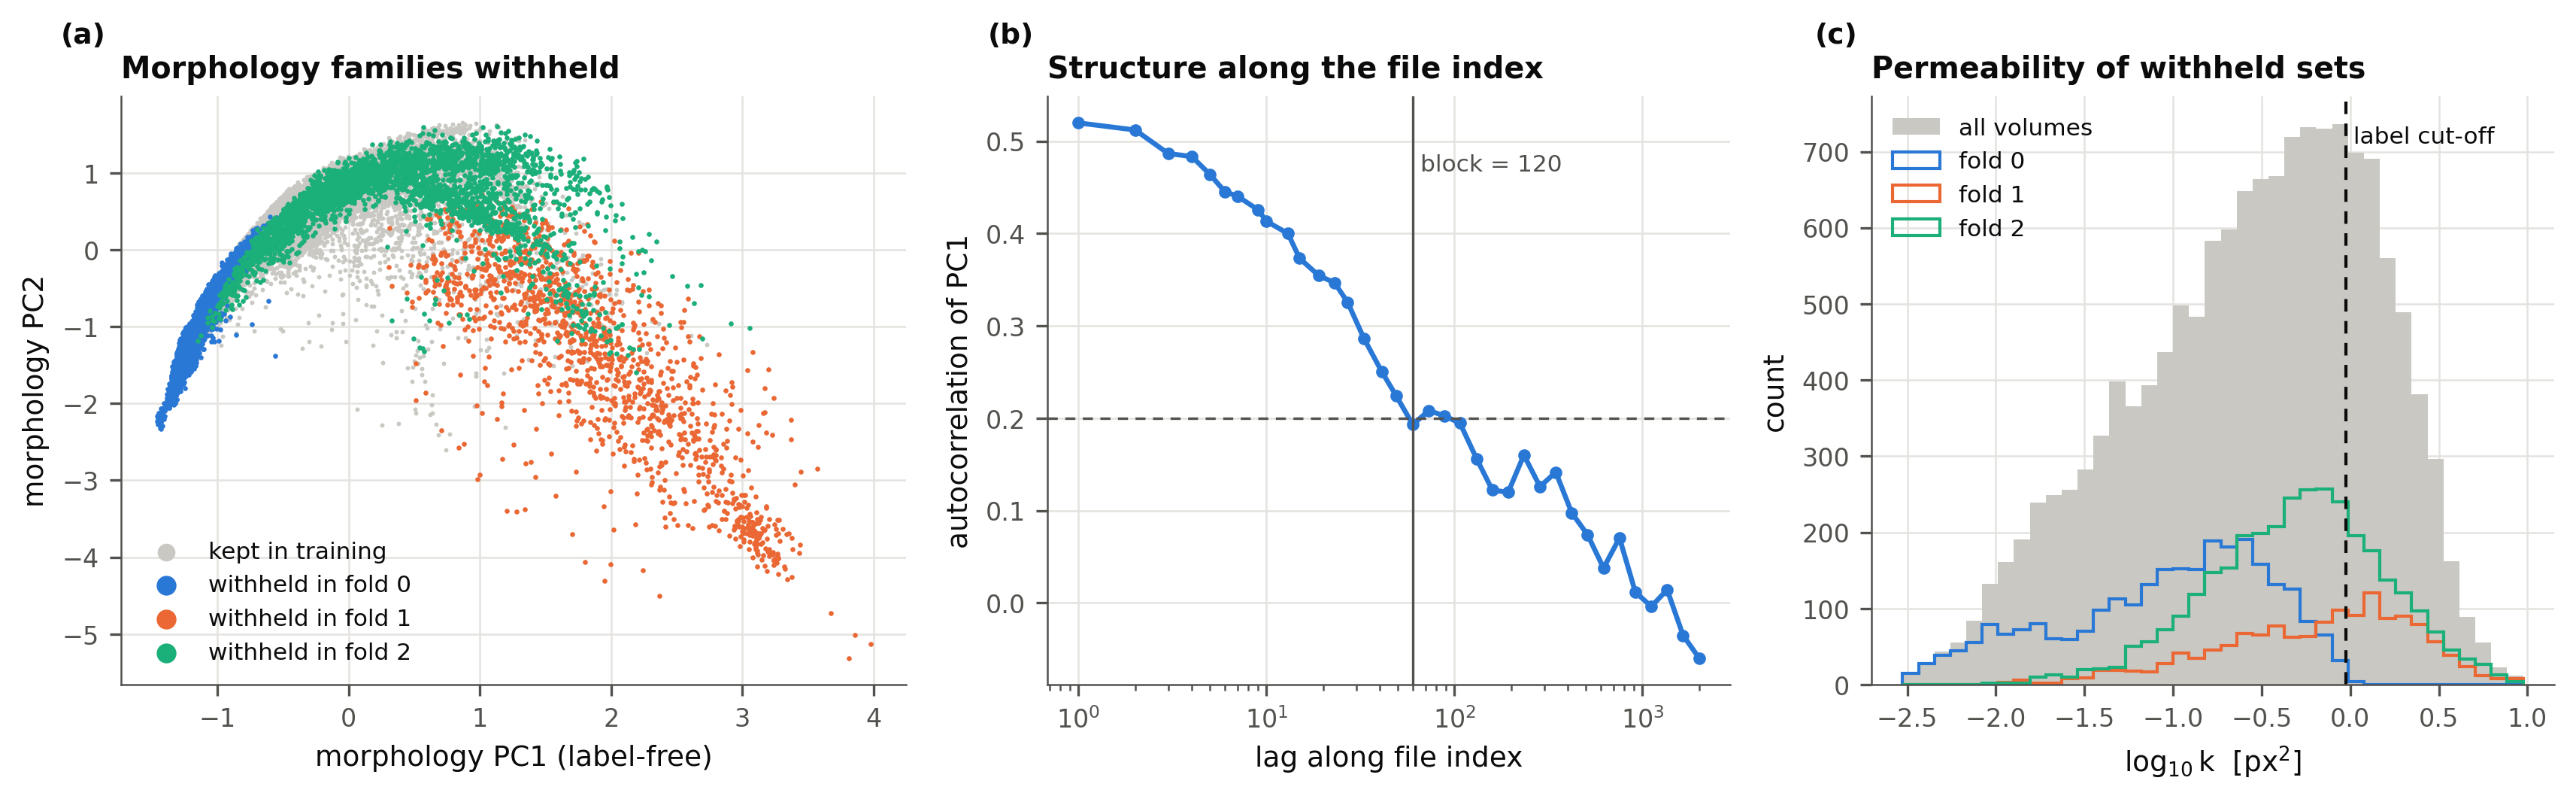 (a)
Morphology families withheld
morphology PC2
1
0
−1
−2
−3
−4
−5
kept in training
withheld in fold 0
withheld in fold 1
withheld in fold 2
−1 0 1 2 3 4
morphology PC1 (label-free)
(b)
Structure along the file index
autocorrelation of PC1
0.5
0.4
0.3
0.2
0.1
0.0
block = 120
10⁰ 10¹ 10² 10³
lag along file index
(c)
Permeability of withheld sets
count
700
600
500
400
300
200
100
0
all volumes
fold 0
fold 1
fold 2
label cut-off
−2.5 −2.0 −1.5 −1.0 −0.5 0.0 0.5 1.0
log₁₀ k [px²]